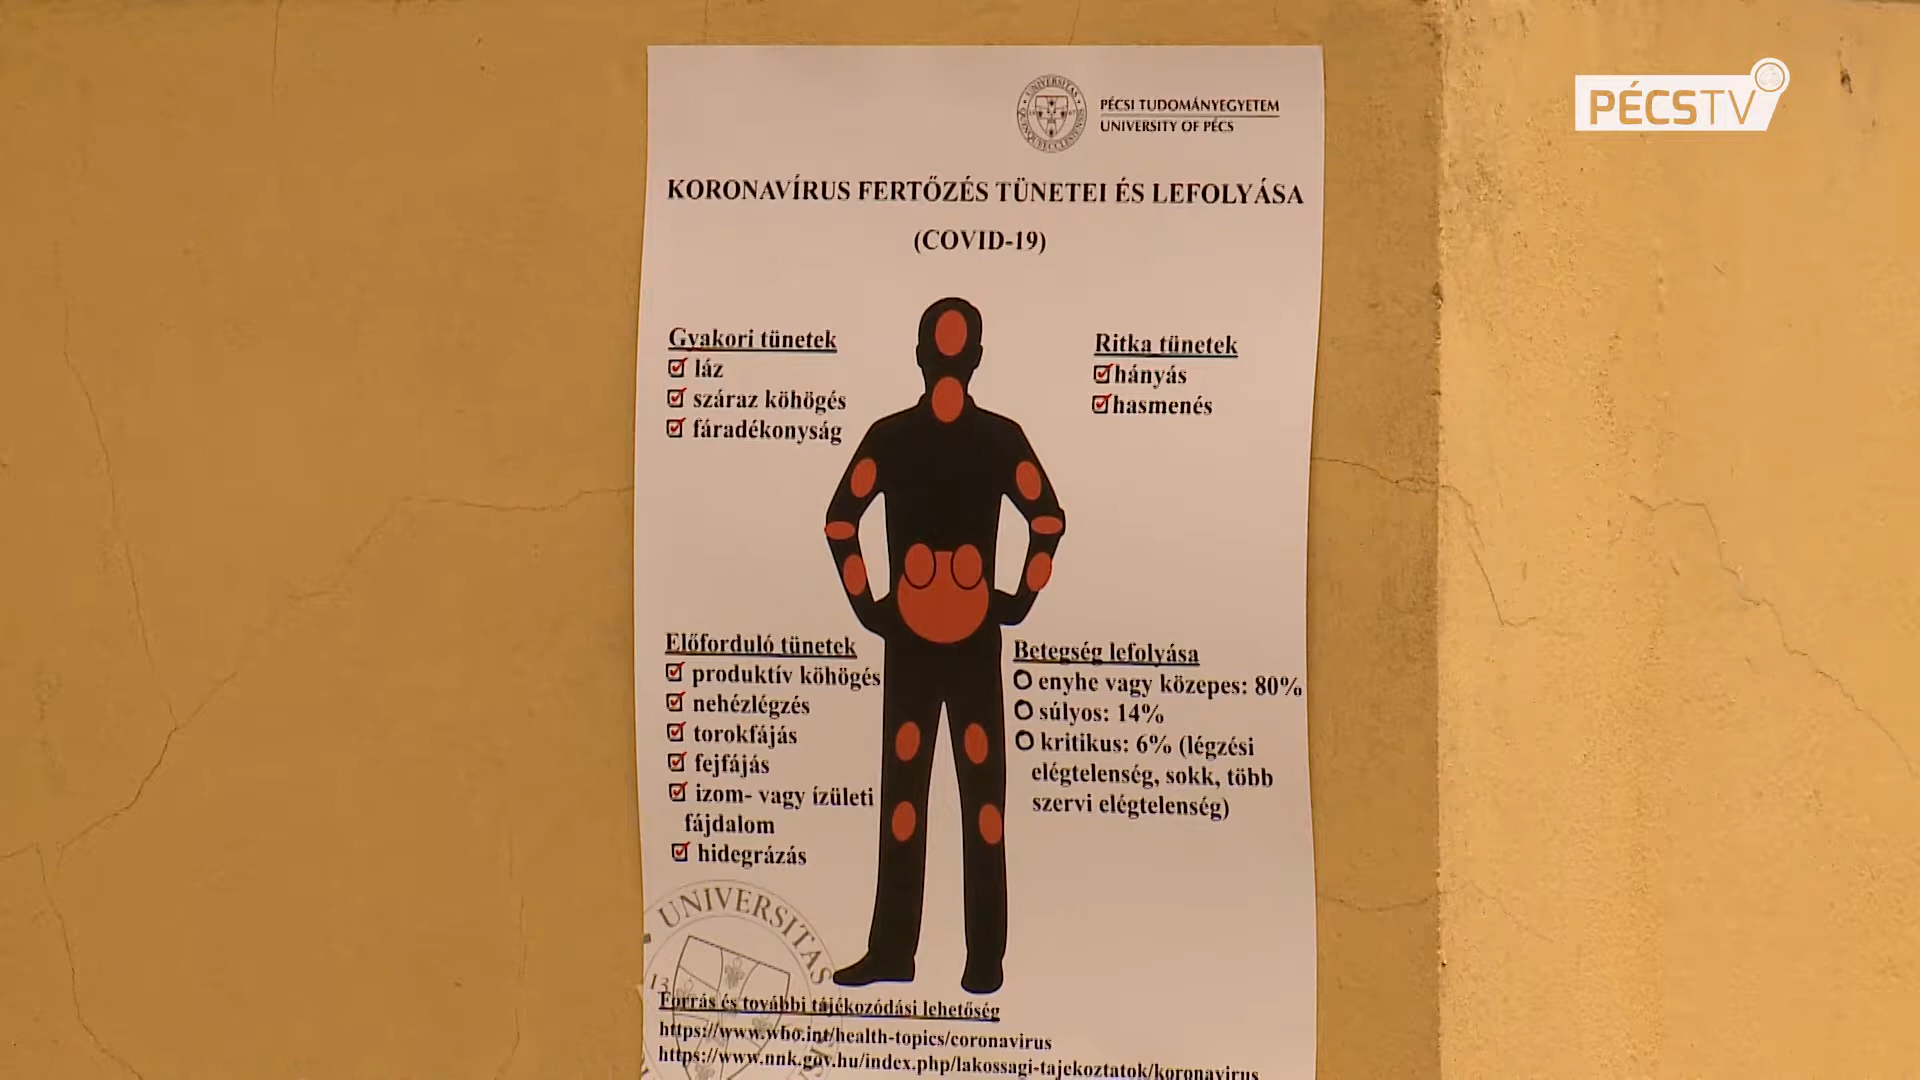 PÉCSTV
UNIVERSITAS
PÉCSI TUDOMÁNYEGYETEM
UNIVERSITY OF PÉCS
KORONAVÍRUS FERTŐZÉS TÜNETEI ÉS LEFOLYÁSA
(COVID-19)
Gyakori tünetek
láz
száraz köhögés
fáradékonyság
Ritka tünetek
hányás
hasmenés
Előforduló tünetek
produktív köhögés
nehézlégzés
torokfájás
fejfájás
izom- vagy ízületi
fájdalom
hidegrázás
Betegség lefolyása
enyhe vagy közepes: 80%
súlyos: 14%
kritikus: 6% (légzési
elégtelenség, sokk, több
szervi elégtelenség)
UNIVERSITAS
13
Forrás és további tájékozódási lehetőség
https://www.who.int/health-topics/coronavirus
https://www.nnk.gov.hu/index.php/lakossagi-tajekoztatok/koronavirus